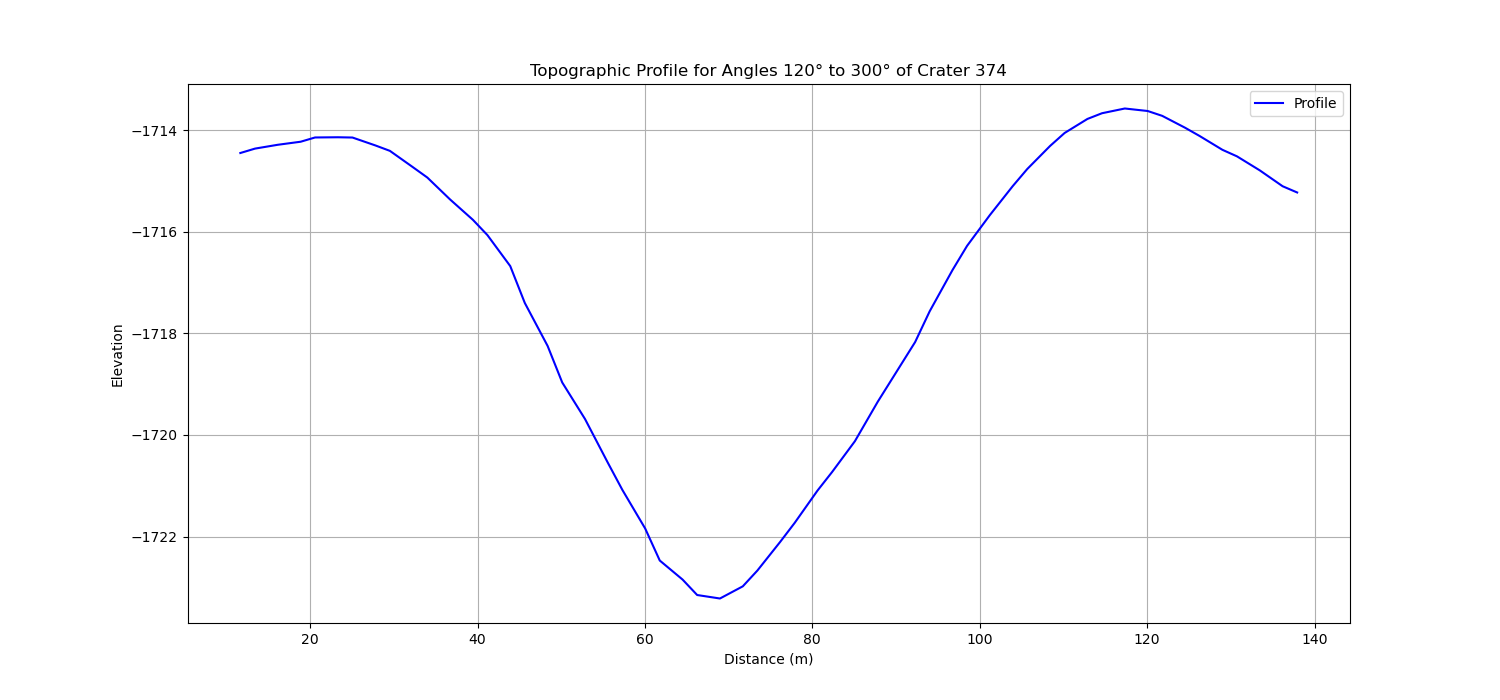 Topographic Profile for Angles 120° to 300° of Crater 374
Profile
−1714
−1716
−1718
−1720
−1722
Elevation
20 40 60 80 100 120 140
Distance (m)